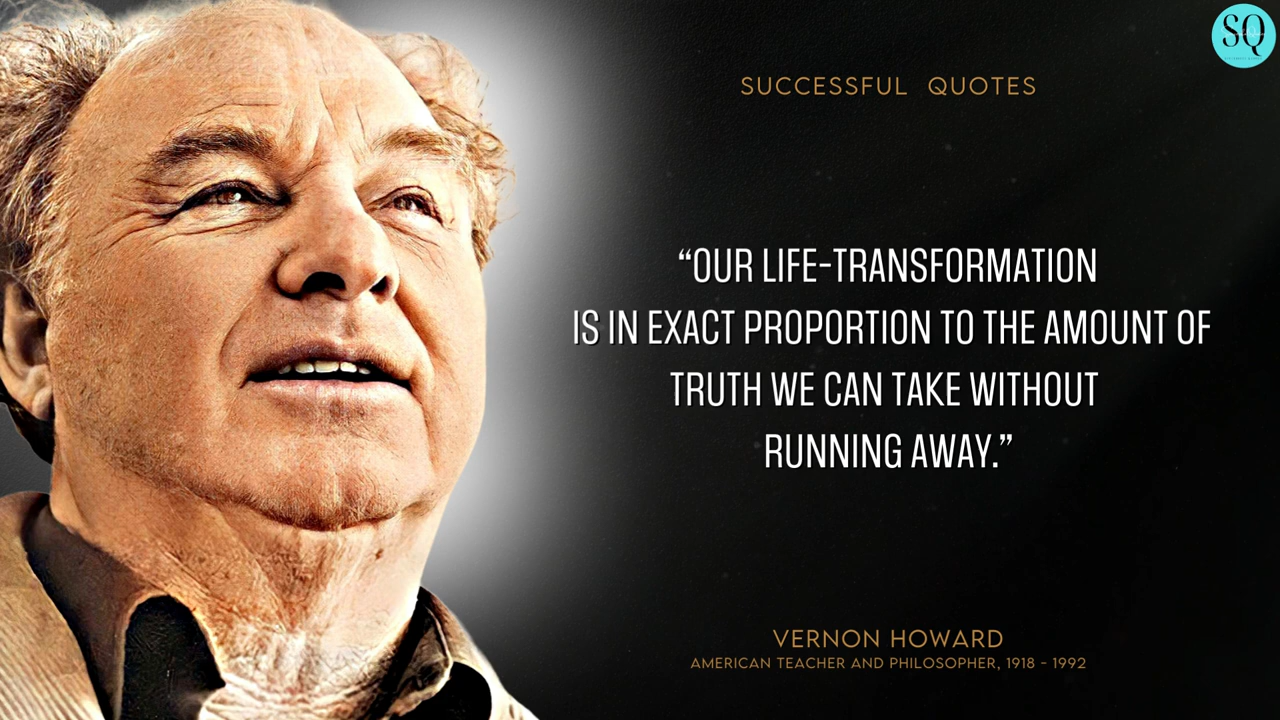 SQ
SUCCESSFUL QUOTES
“OUR LIFE-TRANSFORMATION
IS IN EXACT PROPORTION TO THE AMOUNT OF
TRUTH WE CAN TAKE WITHOUT
RUNNING AWAY.”
VERNON HOWARD
AMERICAN TEACHER AND PHILOSOPHER, 1918 - 1992